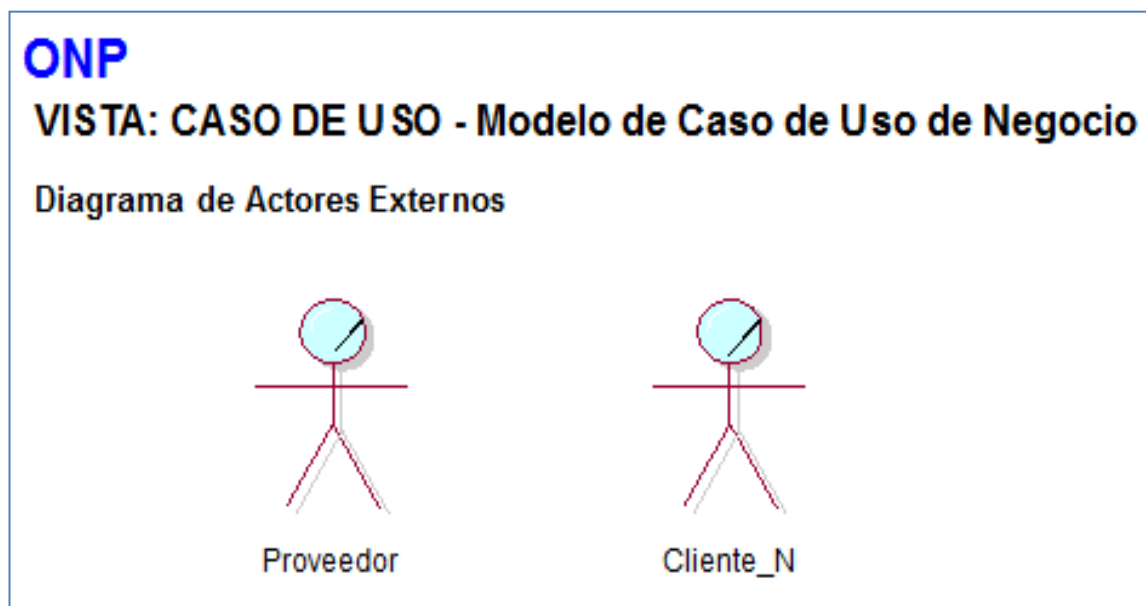 ONP
VISTA: CASO DE USO - Modelo de Caso de Uso de Negocio
Diagrama de Actores Externos
Proveedor
Cliente_N